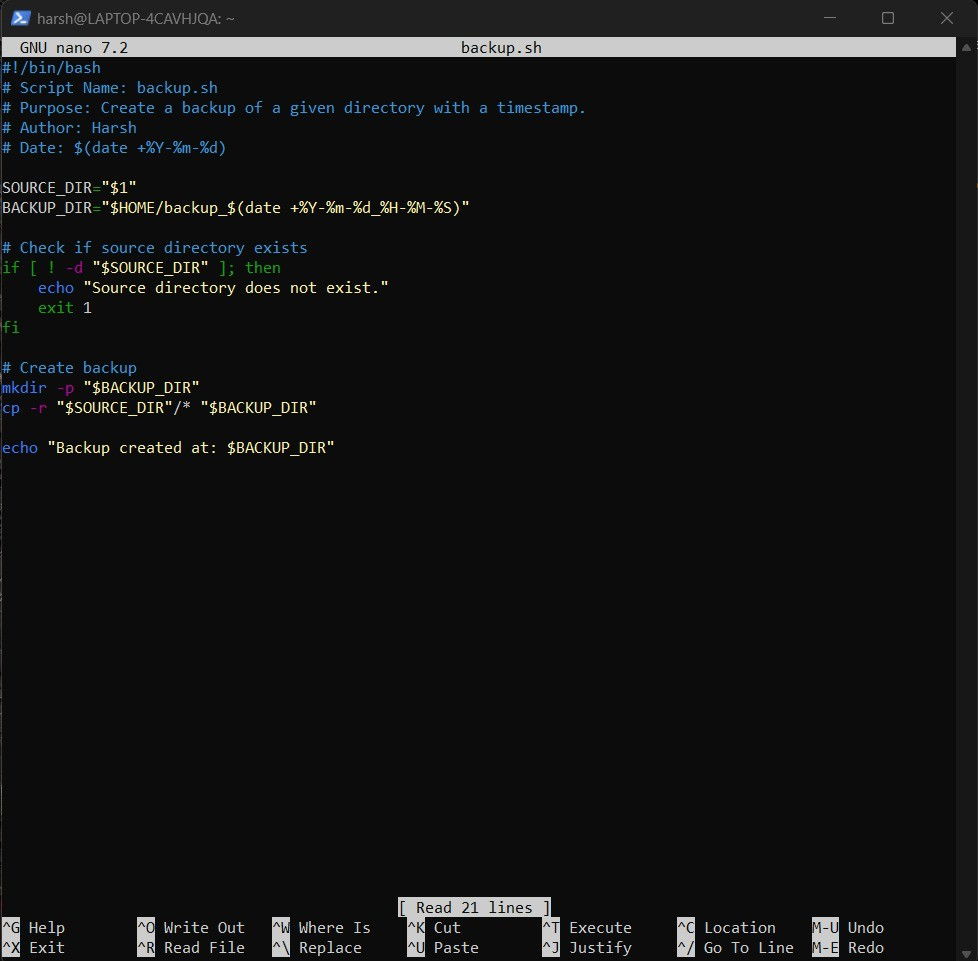 harsh@LAPTOP-4CAVHJQA: ~
GNU nano 7.2 backup.sh
#!/bin/bash
# Script Name: backup.sh
# Purpose: Create a backup of a given directory with a timestamp.
# Author: Harsh
# Date: $(date +%Y-%m-%d)

SOURCE_DIR="$1"
BACKUP_DIR="$HOME/backup_$(date +%Y-%m-%d_%H-%M-%S)"

# Check if source directory exists
if [ ! -d "$SOURCE_DIR" ]; then
    echo "Source directory does not exist."
    exit 1
fi

# Create backup
mkdir -p "$BACKUP_DIR"
cp -r "$SOURCE_DIR"/* "$BACKUP_DIR"

echo "Backup created at: $BACKUP_DIR"

[ Read 21 lines ]
^G Help ^O Write Out ^W Where Is ^K Cut ^T Execute ^C Location M-U Undo
^X Exit ^R Read File ^\ Replace ^U Paste ^J Justify ^/ Go To Line M-E Redo